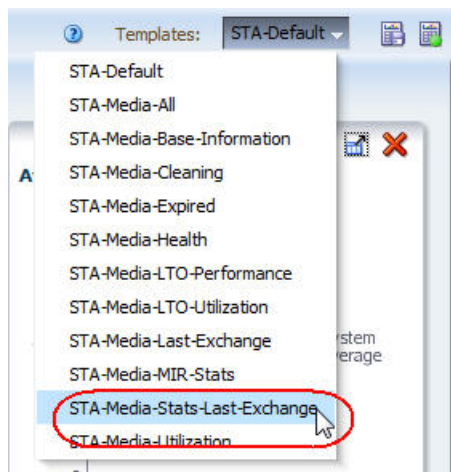 Templates: STA-Default
STA-Default
STA-Media-All
STA-Media-Base-Information
STA-Media-Cleaning
A
STA-Media-Expired
STA-Media-Health
STA-Media-LTO-Performance
STA-Media-LTO-Utilization
STA-Media-Last-Exchange
ystem
erage
STA-Media-MIR-Stats
STA-Media-Stats-Last-Exchange
STA-Media-Utilization